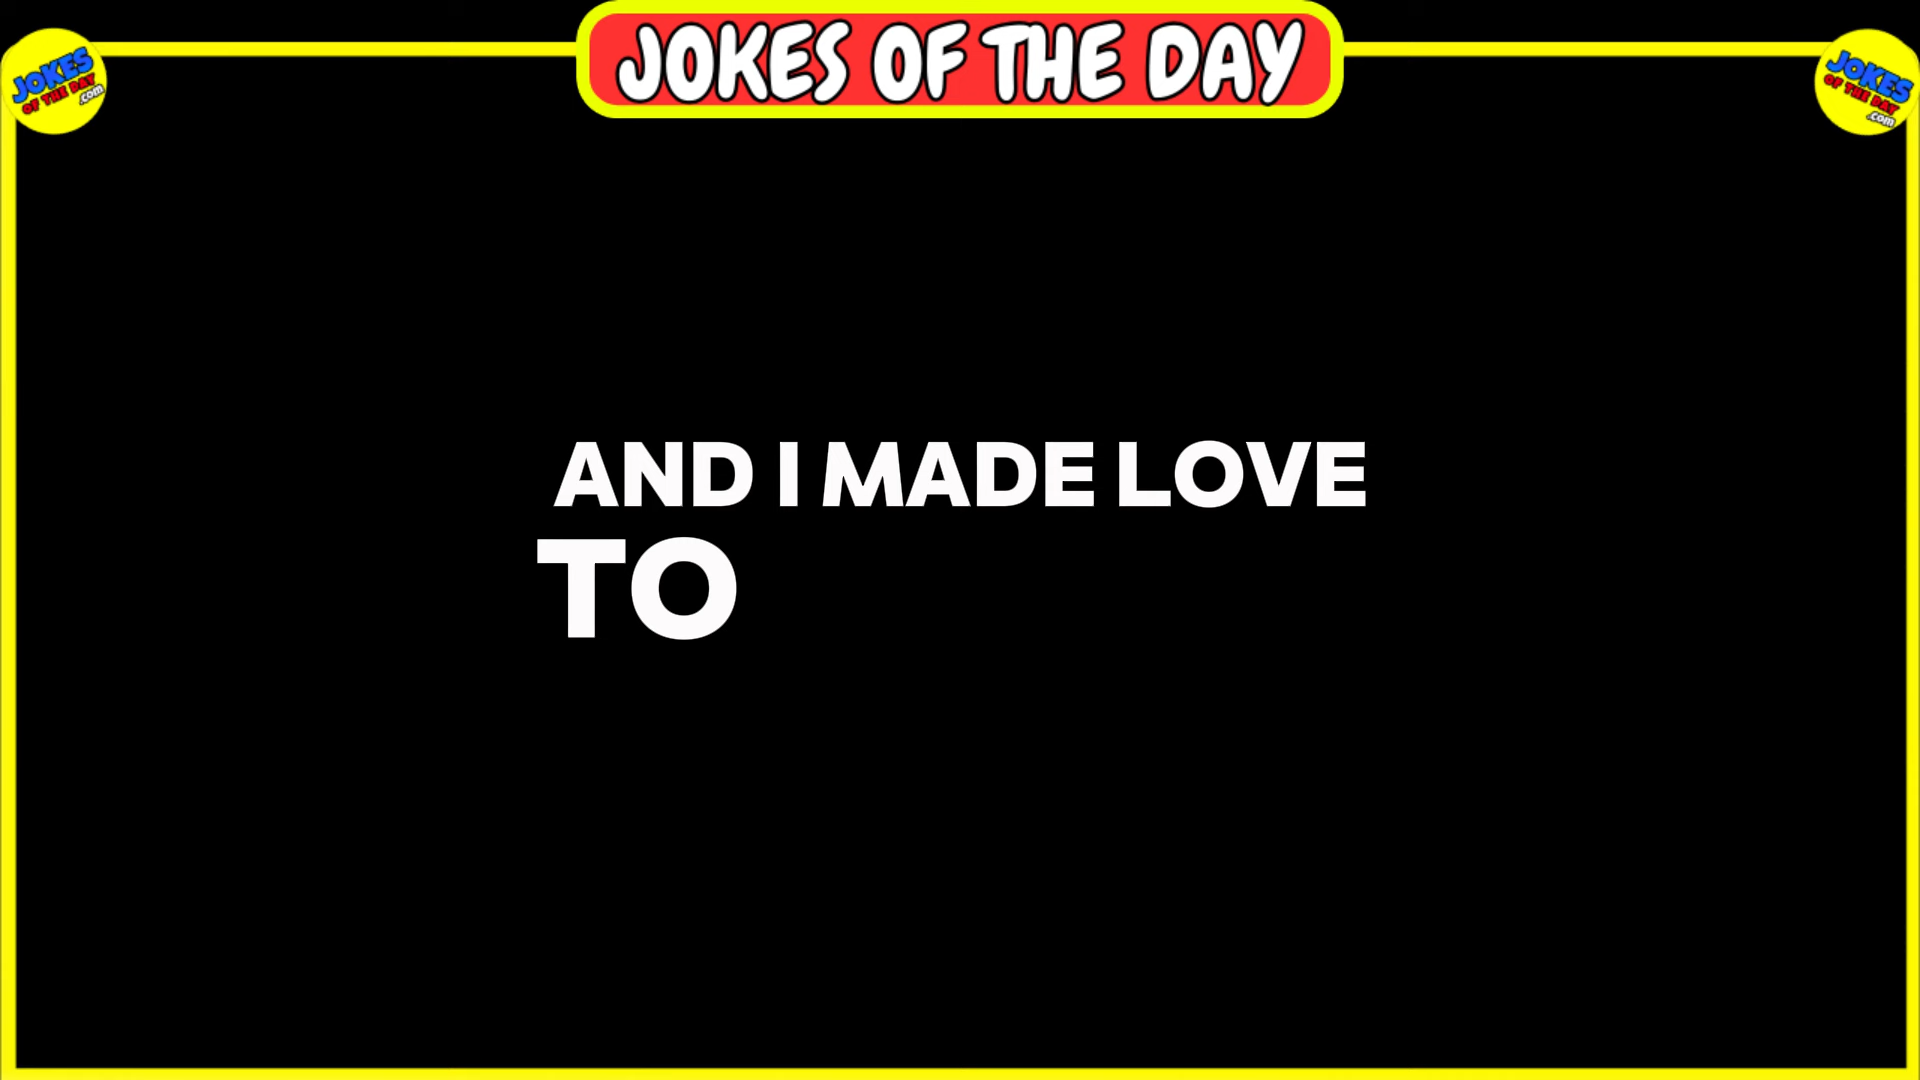 JOKES OF THE DAY
JOKES
OF THE DAY
.com
JOKES
OF THE DAY
.com
AND I MADE LOVE
TO